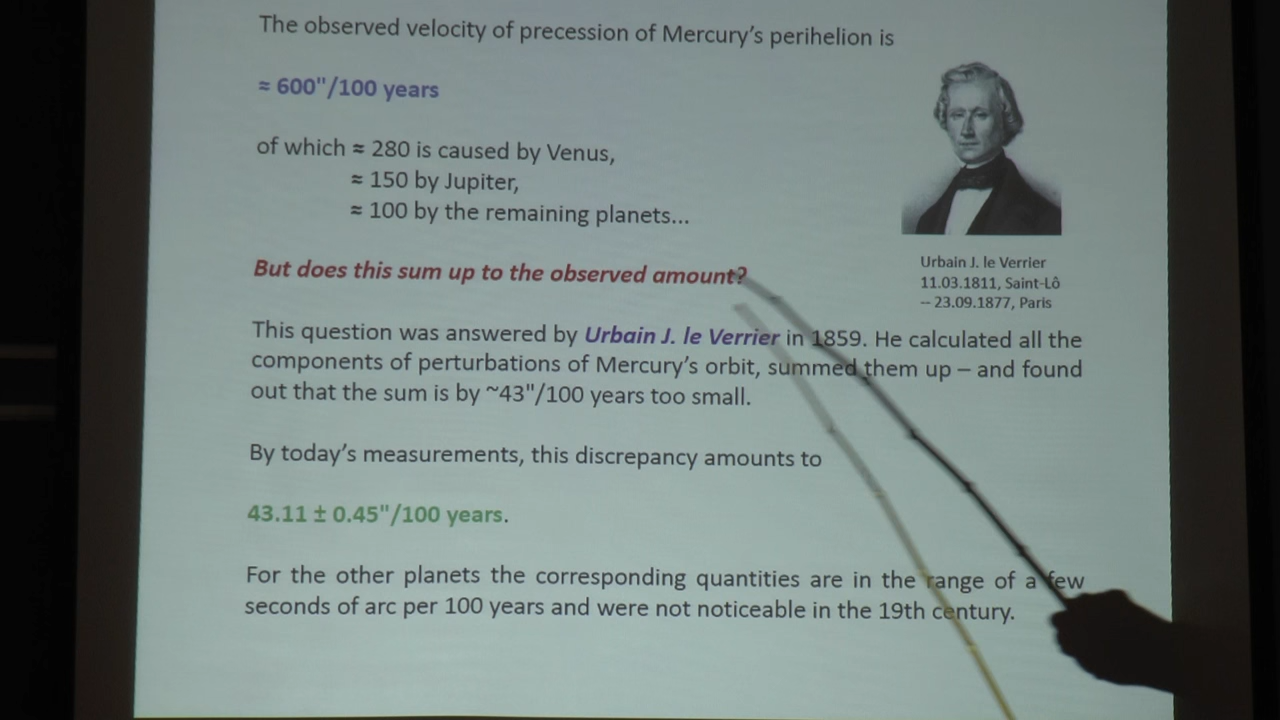 The observed velocity of precession of Mercury's perihelion is
≈ 600"/100 years
of which ≈ 280 is caused by Venus,
≈ 150 by Jupiter,
≈ 100 by the remaining planets...
But does this sum up to the observed amount?
Urbain J. le Verrier
11.03.1811, Saint-Lô
-- 23.09.1877, Paris
This question was answered by Urbain J. le Verrier in 1859. He calculated all the
components of perturbations of Mercury's orbit, summed them up – and found
out that the sum is by ~43"/100 years too small.
By today's measurements, this discrepancy amounts to
43.11 ± 0.45"/100 years.
For the other planets the corresponding quantities are in the range of a few
seconds of arc per 100 years and were not noticeable in the 19th century.